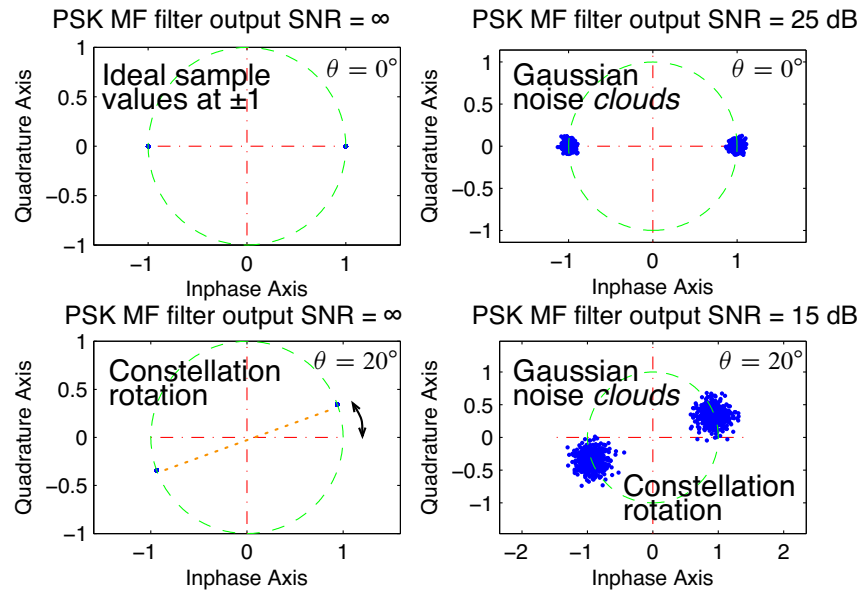 PSK MF filter output SNR = ∞
1
0.5
0
−0.5
−1
Quadrature Axis
Ideal sample
values at ±1
θ = 0°
−1
0
1
Inphase Axis
PSK MF filter output SNR = 25 dB
1
0.5
0
−0.5
−1
Quadrature Axis
Gaussian
noise clouds
θ = 0°
−1
0
1
Inphase Axis
PSK MF filter output SNR = ∞
1
0.5
0
−0.5
−1
Quadrature Axis
Constellation
rotation
θ = 20°
−1
0
1
Inphase Axis
PSK MF filter output SNR = 15 dB
1
0.5
0
−0.5
−1
Quadrature Axis
Gaussian
noise clouds
θ = 20°
Constellation
rotation
−2
−1
0
1
2
Inphase Axis